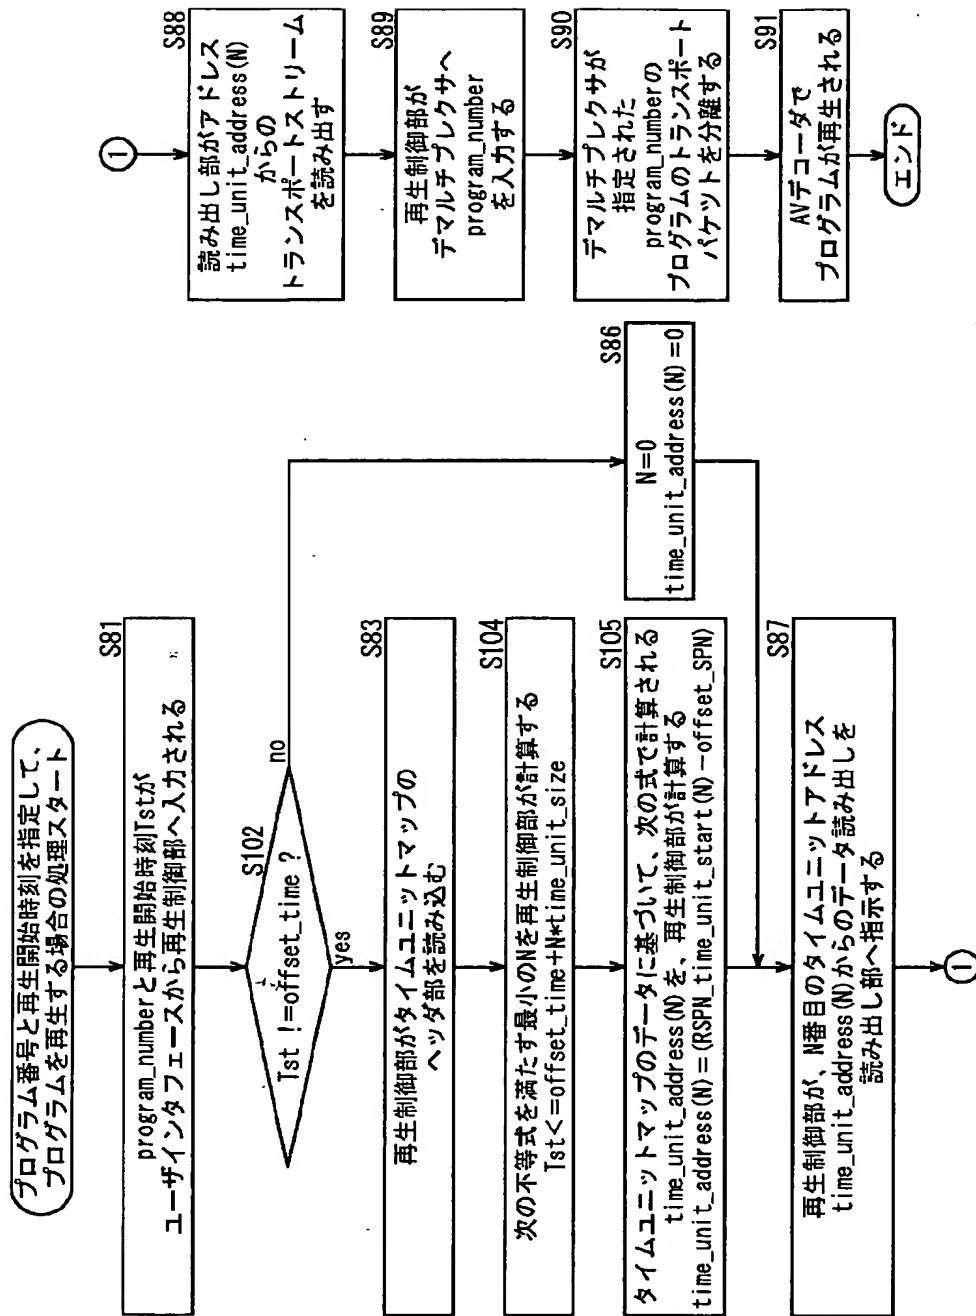 プログラム番号と再生開始時刻を指定して、
プログラムを再生する場合の処理スタート
S81
program_numberと再生開始時刻Tstが
ユーザインタフェースから再生制御部へ入力される
S102
Tst !=offset_time ?
no
yes
S83
再生制御部がタイムユニットマップの
ヘッダ部を読み込む
S104
次の不等式を満たす最小のNを再生制御部が計算する
Tst<=offset_time+N*time_unit_size
S105
タイムユニットマップのデータに基づいて、次の式で計算される
time_unit_address(N)を、再生制御部が計算する
time_unit_address(N)=(RSPN_time_unit_start(N)-offset_SPN)
S86
N=0
time_unit_address(N)=0
S87
再生制御部が、N番目のタイムユニットアドレス
time_unit_address(N)からのデータ読み出しを
読み出し部へ指示する
1
1
S88
読み出し部がアドレス
time_unit_address(N)
からの
トランスポートストリーム
を読み出す
S89
再生制御部が
デマルチプレクサへ
program_number
を入力する
S90
デマルチプレクサが
指定された
program_numberの
プログラムのトランスポート
パケットを分離する
S91
AVデコーダで
プログラムが再生される
エンド